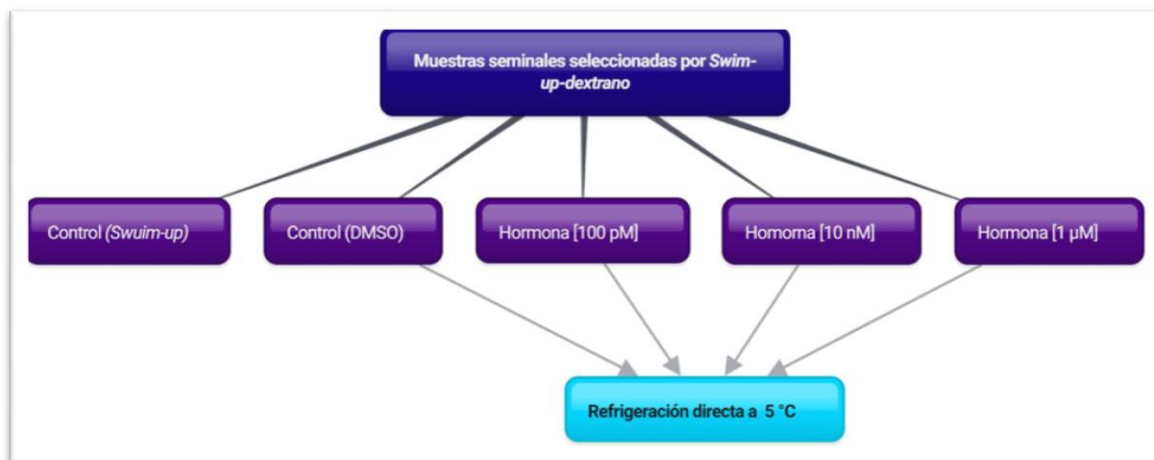 Muestras seminales seleccionadas por Swim-
up-dextrano
Control (Swuim-up)
Control (DMSO)
Hormona [100 pM]
Homorna [10 nM]
Hormona [1 µM]
Refrigeración directa a 5 °C